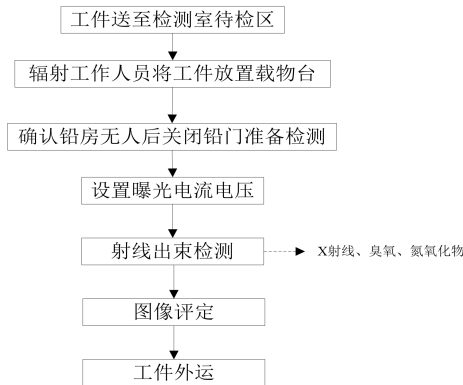 工件送至检测室待检区
辐射工作人员将工件放置载物台
确认铅房无人后关闭铅门准备检测
设置曝光电流电压
射线出束检测
X射线、臭氧、氮氧化物
图像评定
工件外运